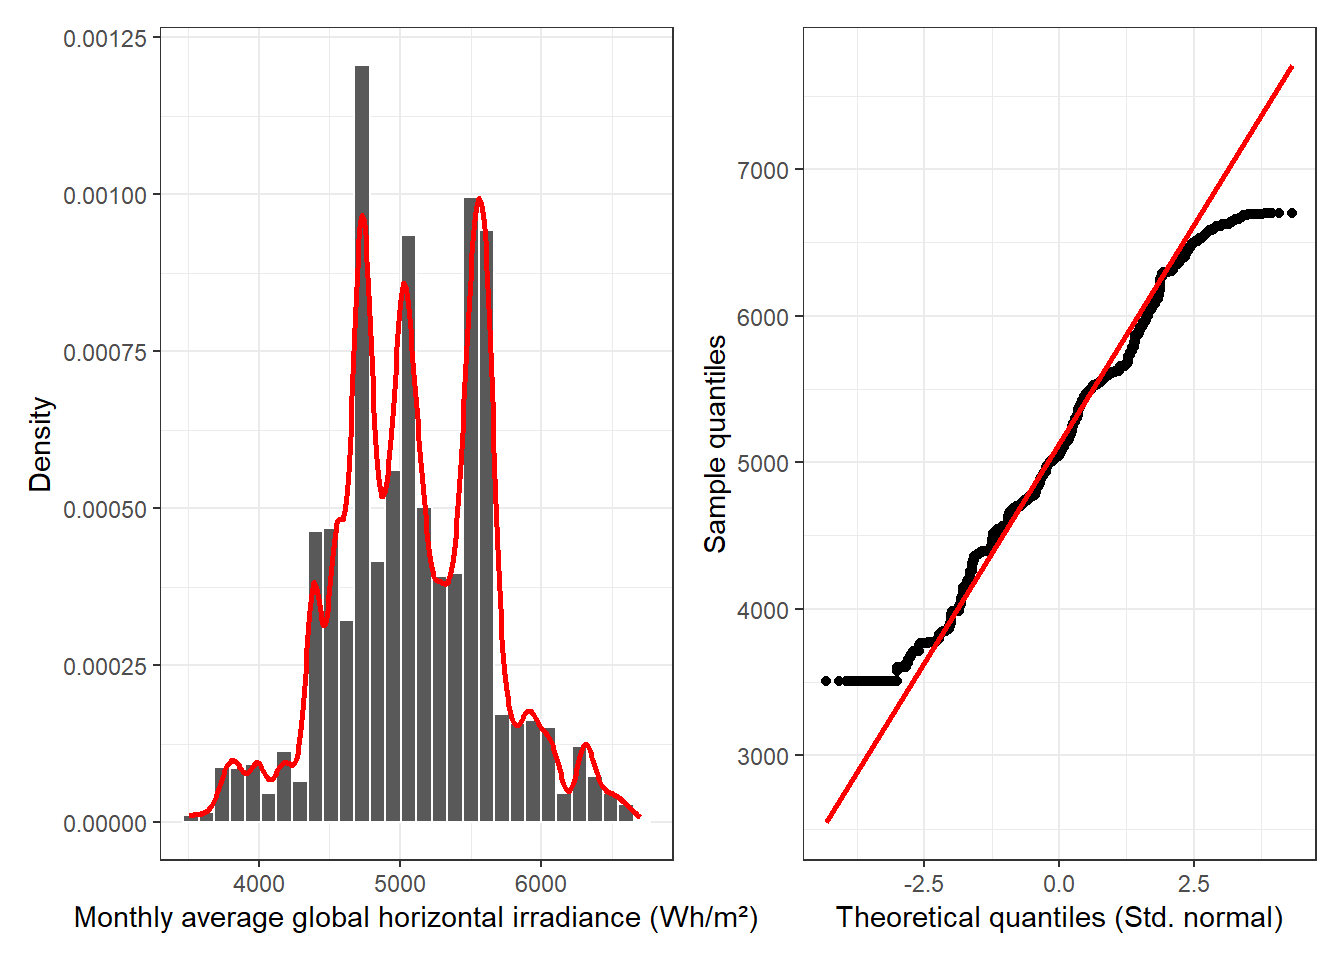 0.00125
0.00100
0.00075
0.00050
0.00025
0.00000
Density
4000 5000 6000
Monthly average global horizontal irradiance (Wh/m²)
7000
6000
5000
4000
3000
Sample quantiles
-2.5 0.0 2.5
Theoretical quantiles (Std. normal)